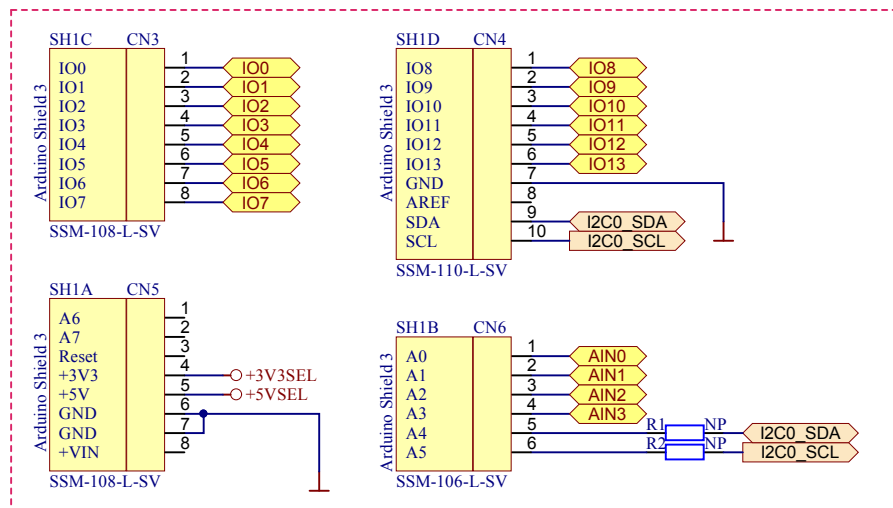 SH1C CN3
Arduino Shield 3
IO0 1 IO0
IO1 2 IO1
IO2 3 IO2
IO3 4 IO3
IO4 5 IO4
IO5 6 IO5
IO6 7 IO6
IO7 8 IO7
SSM-108-L-SV
SH1D CN4
Arduino Shield 3
IO8 1 IO8
IO9 2 IO9
IO10 3 IO10
IO11 4 IO11
IO12 5 IO12
IO13 6 IO13
GND 7
AREF 8
SDA 9 I2C0_SDA
SCL 10 I2C0_SCL
SSM-110-L-SV
SH1A CN5
Arduino Shield 3
A6 1
A7 2
Reset 3
+3V3 4 +3V3SEL
+5V 5 +5VSEL
GND 6
GND 7
+VIN 8
SSM-108-L-SV
SH1B CN6
Arduino Shield 3
A0 1 AIN0
A1 2 AIN1
A2 3 AIN2
A3 4 AIN3
A4 5 R1 NP I2C0_SDA
A5 6 R2 NP I2C0_SCL
SSM-106-L-SV